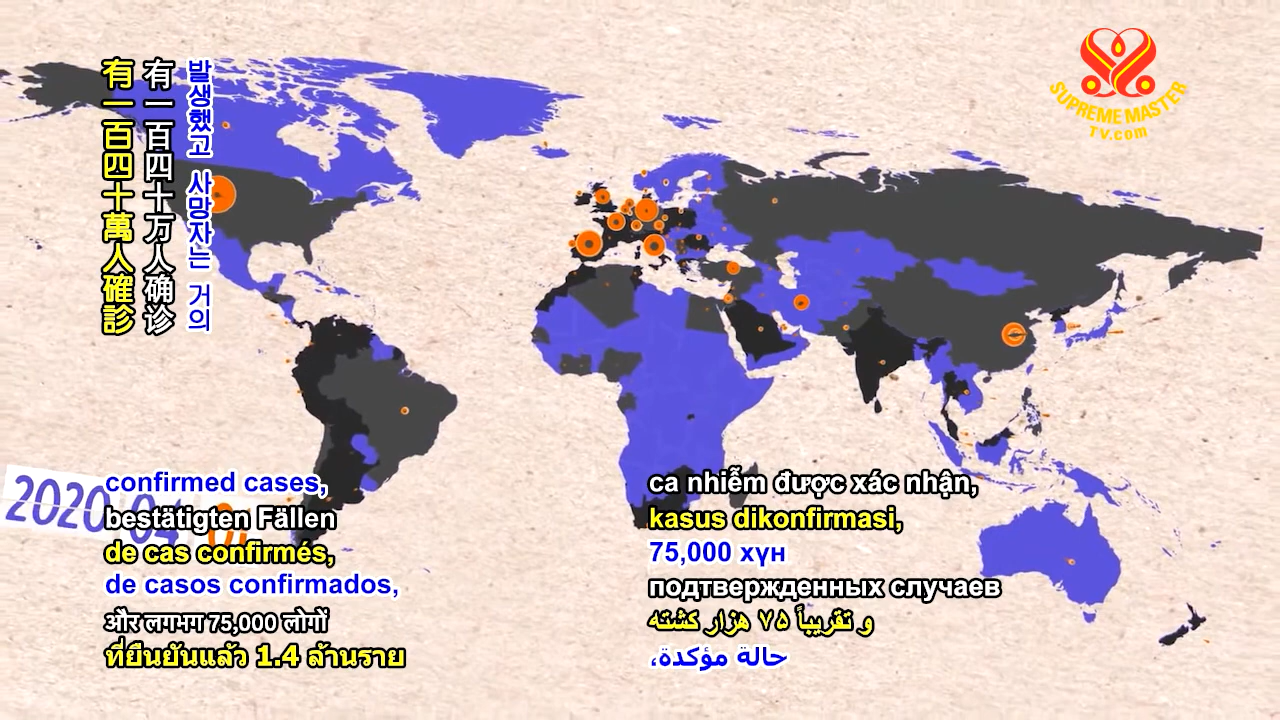 有一百四十萬人確診
有一百四十万人确诊
발생했고 사망자는 거의
SUPREME MASTER
TV.com
2020 04
confirmed cases,
bestätigten Fällen
de cas confirmés,
de casos confirmados,
और लगभग 75,000 लोगों
ที่ยืนยันแล้ว 1.4 ล้านราย
ca nhiễm được xác nhận,
kasus dikonfirmasi,
75,000 хүн
подтвержденных случаев
و تقریباً ۷۵ هزار کشته
حالة مؤكدة،